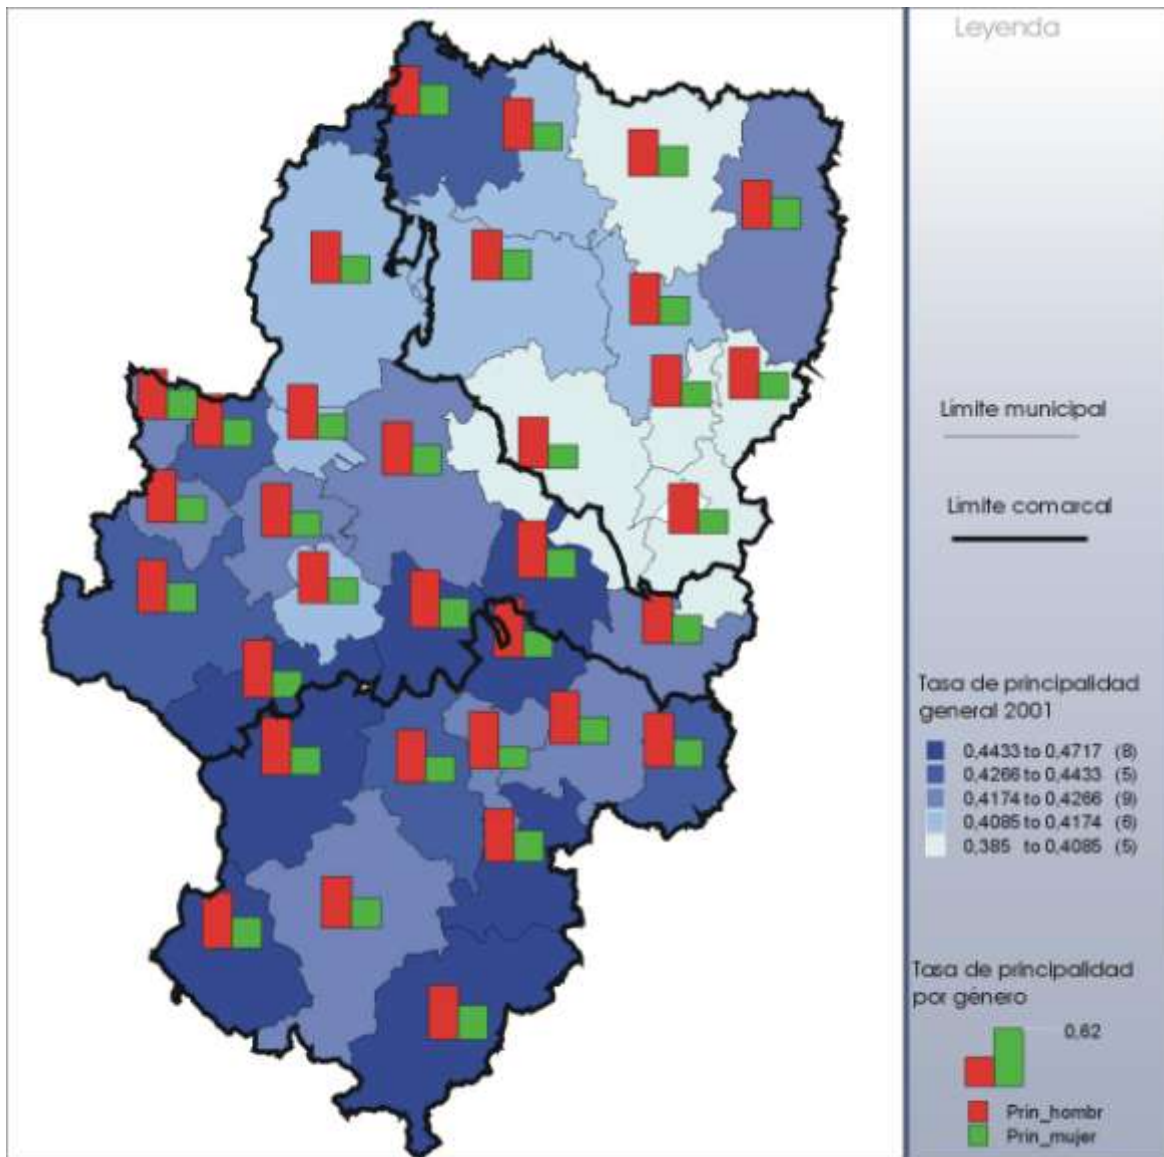 Leyenda
Límite municipal
Limite comarcal
Tasa de principalidad
general 2001
0,4433 to 0,4717 (8)
0,4266 to 0,4433 (5)
0,4174 to 0,4266 (9)
0,4085 to 0,4174 (6)
0,385 to 0,4085 (5)
Tasa de principalidad
por género
0,62
Prin_hombr
Prin_mujer